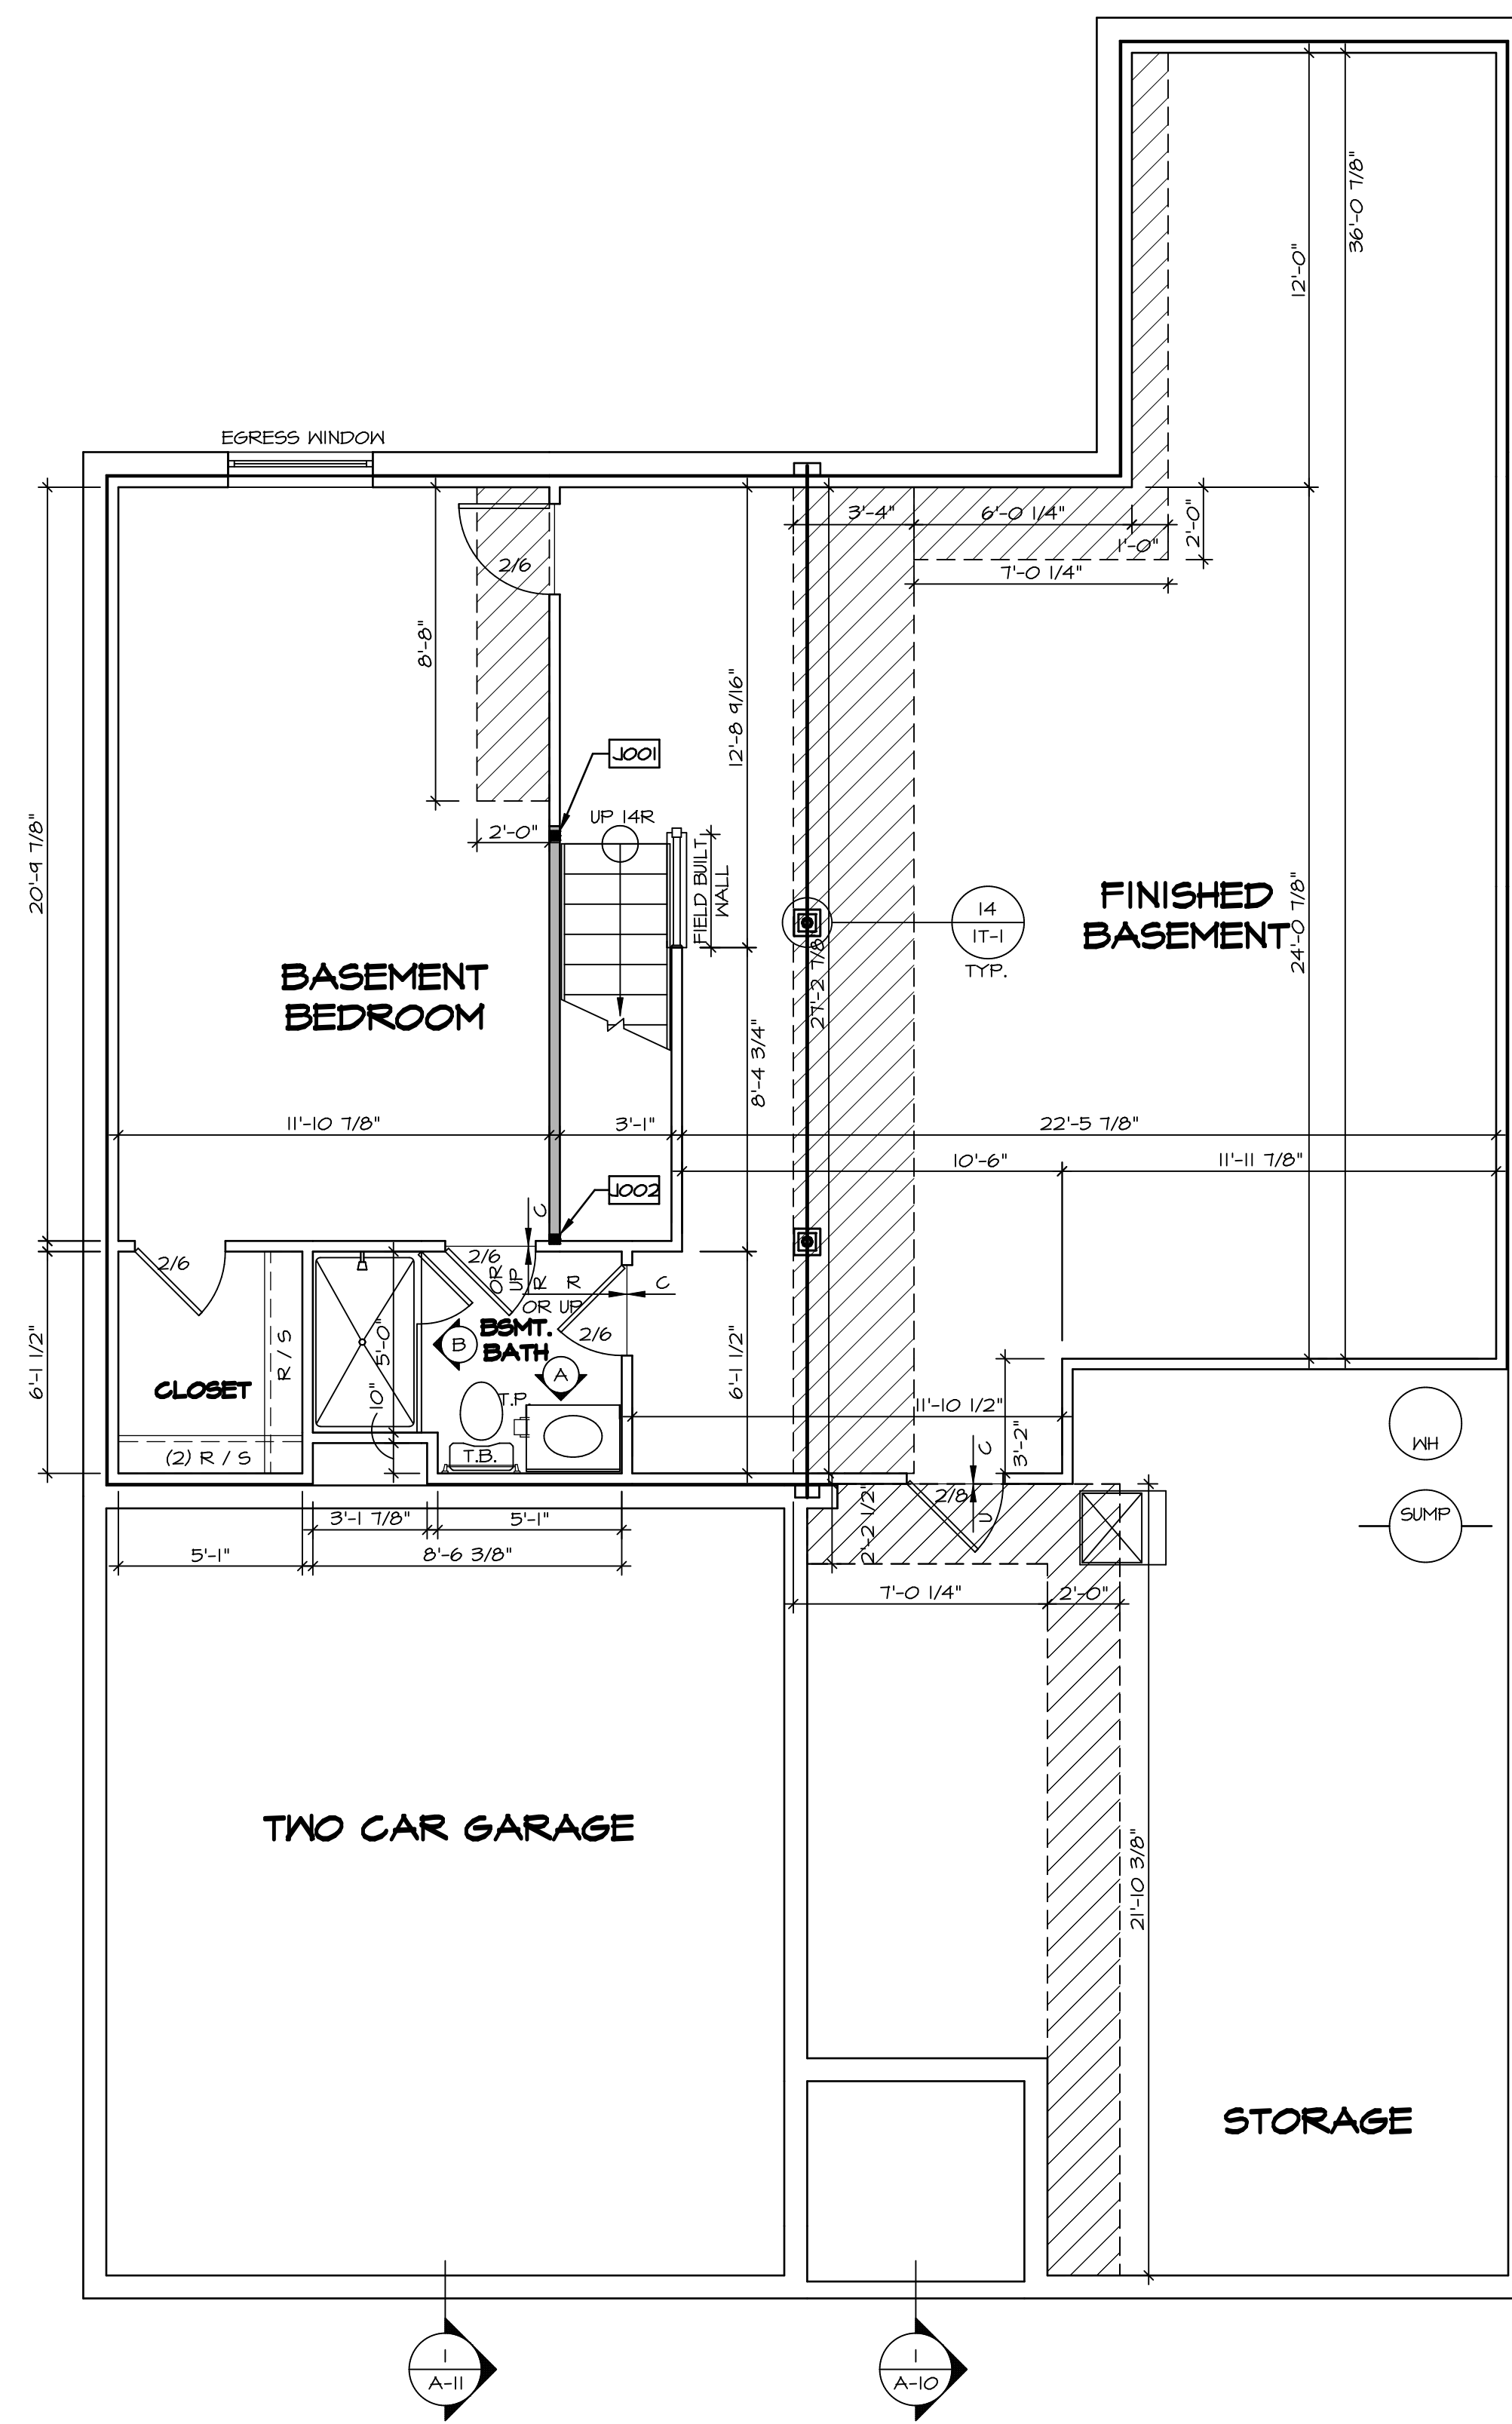 36'-0 7/8"
12'-0"
EGRESS WINDOW
3'-4"
6'-0 1/4"
1'-0"
2'-0"
7'-0 1/4"
2/6
8'-8"
12'-8 9/16"
J001
UP 14R
2'-0"
FIELD BUILT
WALL
20'-9 7/8"
FINISHED
BASEMENT
24'-0 7/8"
14
1T-1
TYP.
27'-2 7/8"
BASEMENT
BEDROOM
8'-4 3/4"
11'-10 7/8"
3'-1"
22'-5 7/8"
10'-6"
11'-11 7/8"
J002
C
2/6
2/6
OR
UP
R
R
C
OR UP
BSMT.
BATH
2/6
B
A
5'-0"
10"
R / S
CLOSET
6'-1 1/2"
6'-1 1/2"
T.P.
T.B.
(2) R / S
11'-10 1/2"
C
3'-2"
WH
2/8
U
SUMP
2'-2 1/2"
3'-1 7/8"
5'-1"
5'-1"
8'-6 3/8"
7'-0 1/4"
2'-0"
TWO CAR GARAGE
21'-10 3/8"
STORAGE
1
A-11
1
A-10